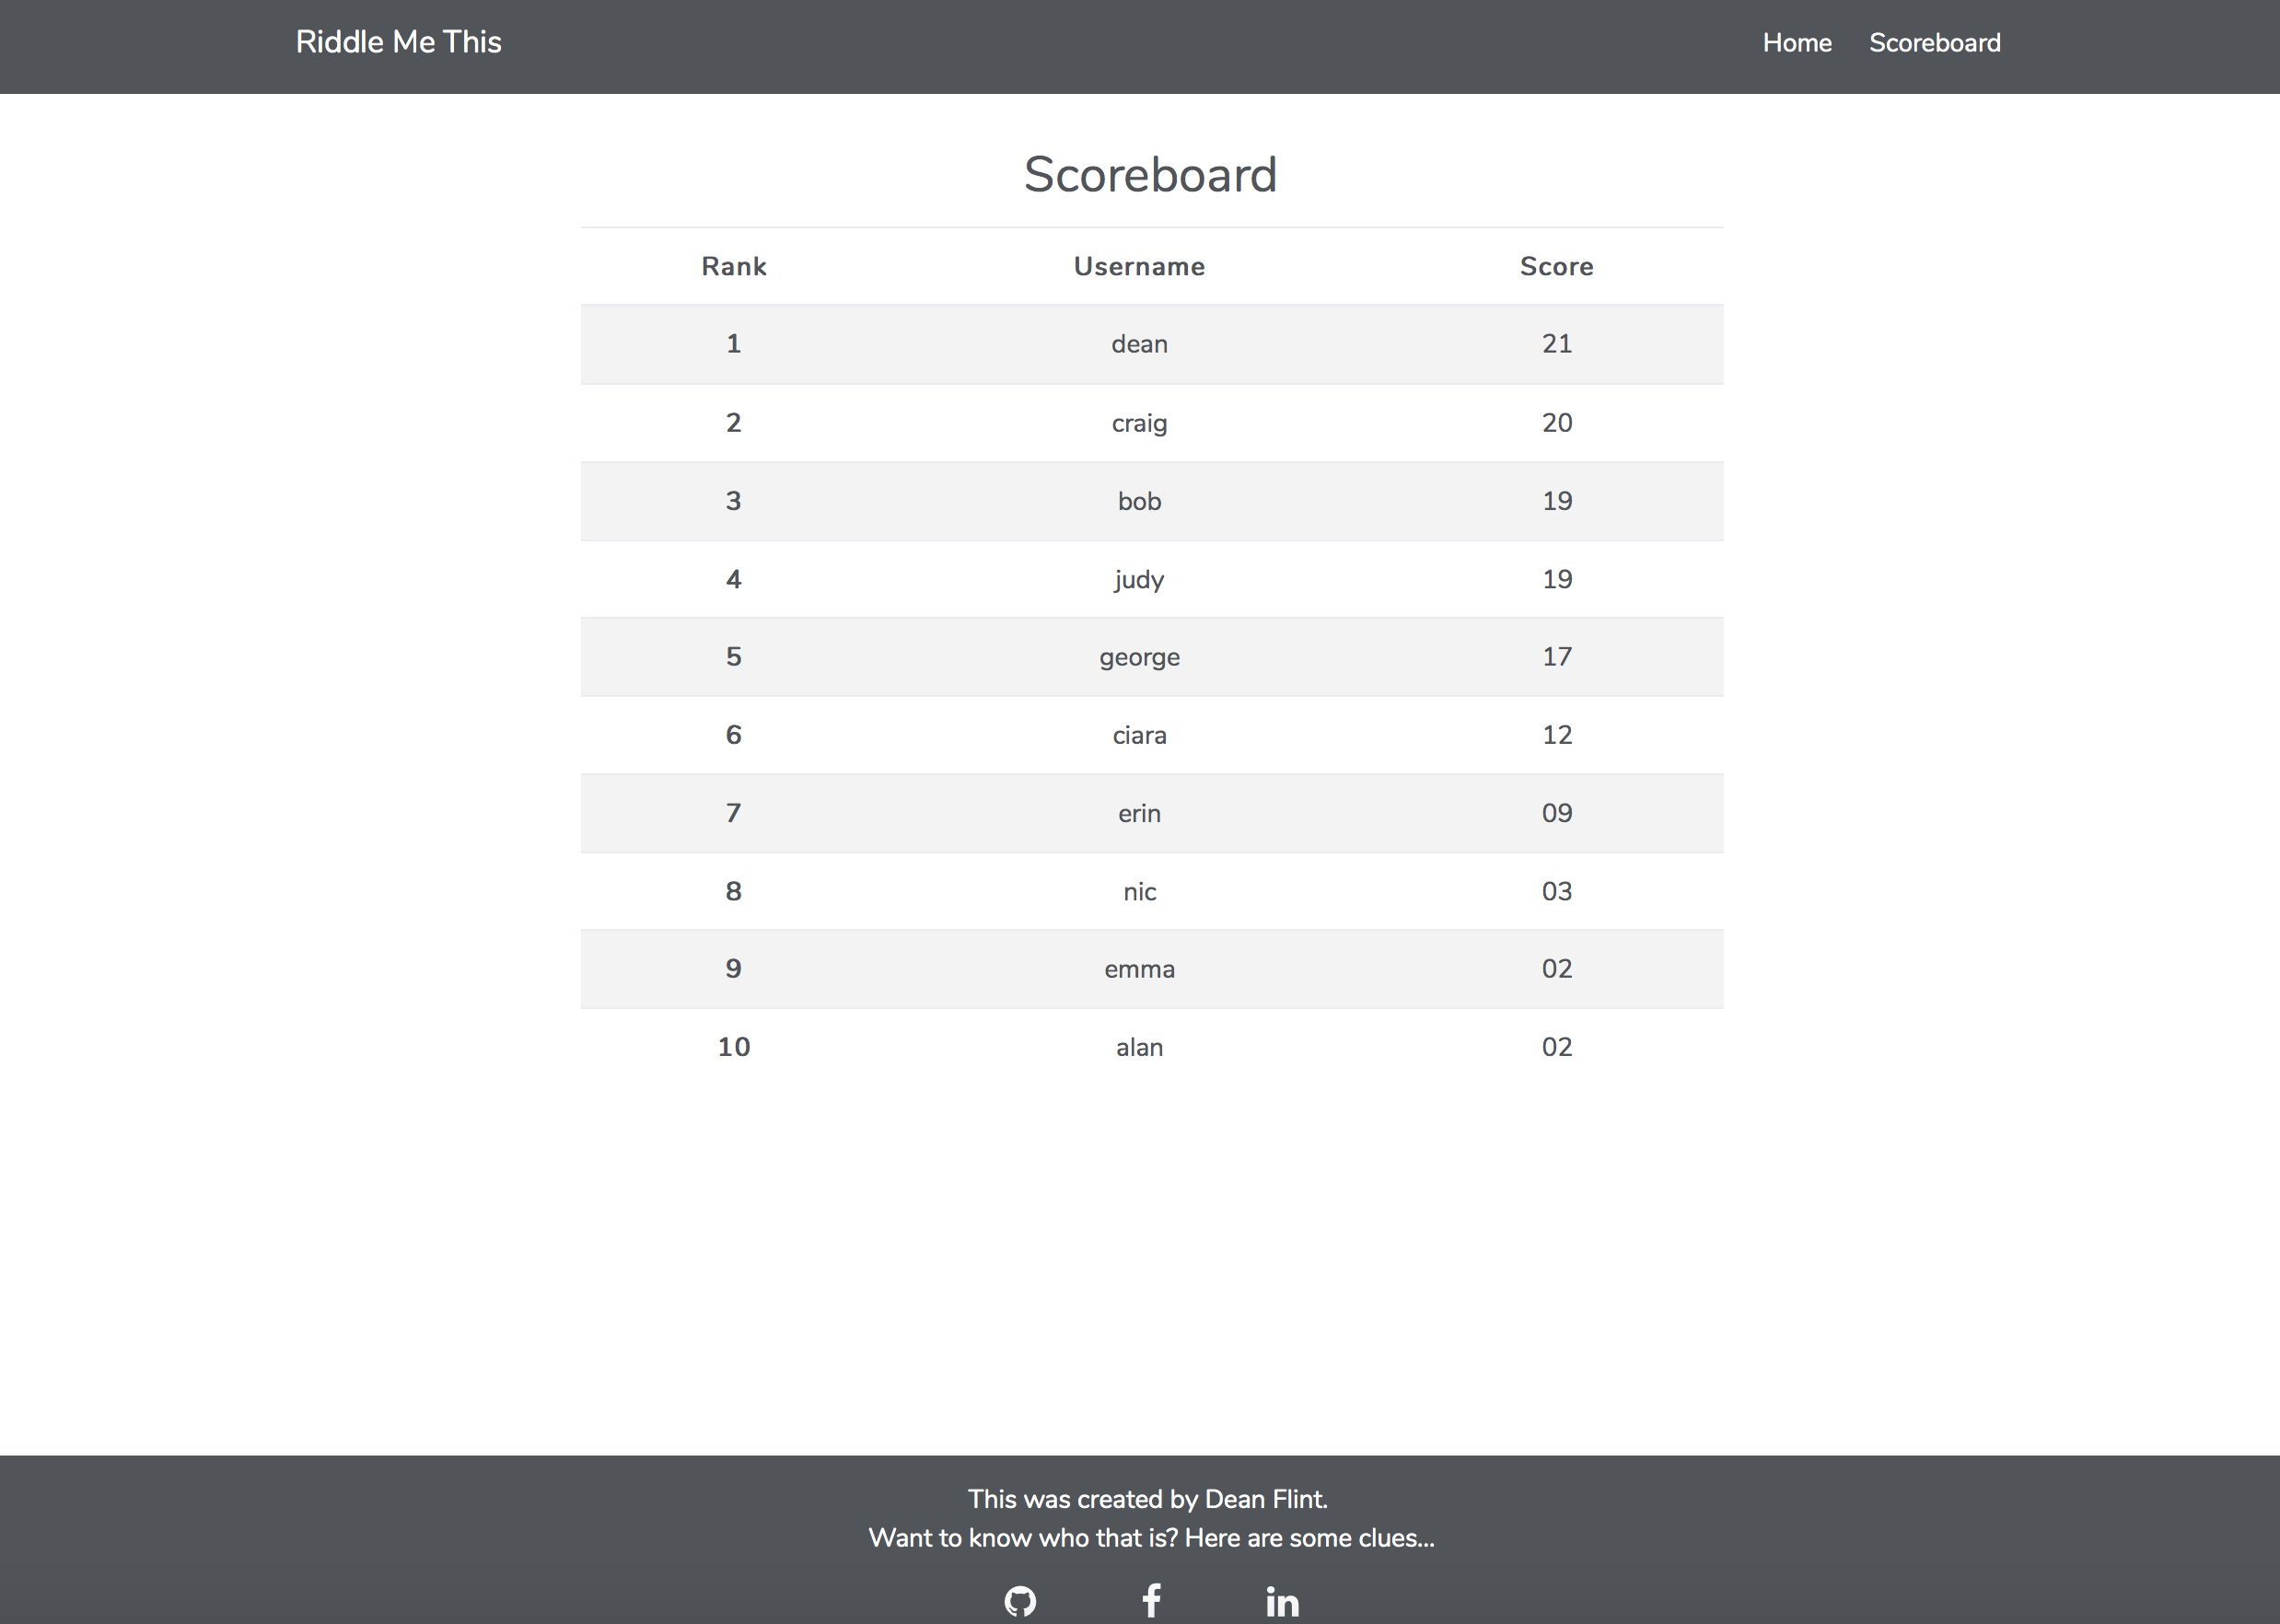 Riddle Me This Home Scoreboard
Scoreboard
Rank Username Score
1 dean 21
2 craig 20
3 bob 19
4 judy 19
5 george 17
6 ciara 12
7 erin 09
8 nic 03
9 emma 02
10 alan 02
This was created by Dean Flint.
Want to know who that is? Here are some clues...